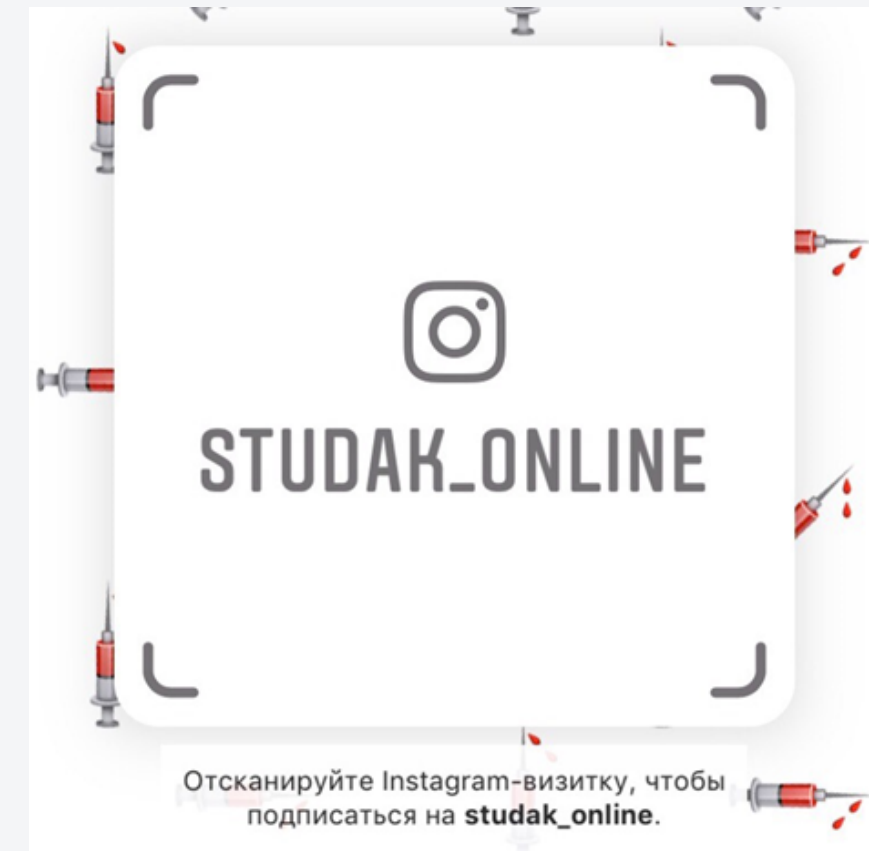 STUDAK_ONLINE
Отсканируйте Instagram-визитку, чтобы
подписаться на studak_online.